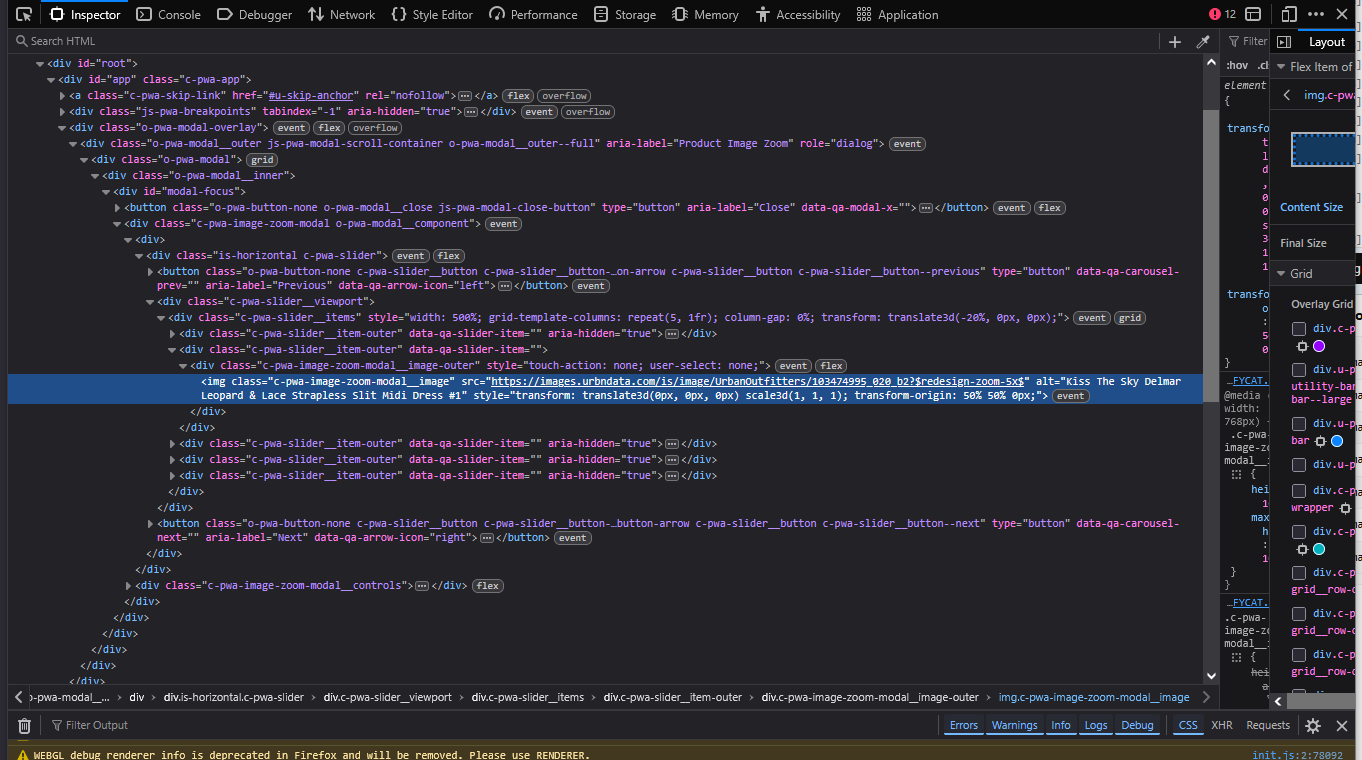 Inspector Console Debugger Network Style Editor Performance Storage Memory Accessibility Application 12
Search HTML
<div id="root">
<div id="app" class="c-pwa-app">
<a class="c-pwa-skip-link" href="#u-skip-anchor" rel="nofollow"></a> flex overflow
<div class="js-pwa-breakpoints" tabindex="-1" aria-hidden="true"></div> event overflow
<div class="o-pwa-modal-overlay"> event flex overflow
<div class="o-pwa-modal__outer js-pwa-modal-scroll-container o-pwa-modal__outer--full" aria-label="Product Image Zoom" role="dialog"> event
<div class="o-pwa-modal"> grid
<div class="o-pwa-modal__inner">
<div id="modal-focus">
<button class="o-pwa-button-none o-pwa-modal__close js-pwa-modal-close-button" type="button" aria-label="Close" data-qa-modal-x=""></button> event flex
<div class="c-pwa-image-zoom-modal o-pwa-modal__component"> event
<div>
<div class="is-horizontal c-pwa-slider"> event flex
<button class="o-pwa-button-none c-pwa-slider__button c-pwa-slider__button-…on-arrow c-pwa-slider__button c-pwa-slider__button--previous" type="button" data-qa-carousel-
prev="" aria-label="Previous" data-qa-arrow-icon="left"></button> event
<div class="c-pwa-slider__viewport">
<div class="c-pwa-slider__items" style="width: 500%; grid-template-columns: repeat(5, 1fr); column-gap: 0%; transform: translate3d(-20%, 0px, 0px);"> event grid
<div class="c-pwa-slider__item-outer" data-qa-slider-item="" aria-hidden="true"></div>
<div class="c-pwa-slider__item-outer" data-qa-slider-item="">
<div class="c-pwa-image-zoom-modal__image-outer" style="touch-action: none; user-select: none;"> event flex
<img class="c-pwa-image-zoom-modal__image" src="https://images.urbndata.com/is/image/UrbanOutfitters/103474995_020_b2?$redesign-zoom-5x$" alt="Kiss The Sky Delmar
Leopard & Lace Strapless Slit Midi Dress #1" style="transform: translate3d(0px, 0px, 0px) scale3d(1, 1, 1); transform-origin: 50% 50% 0px;"> event
</div>
</div>
<div class="c-pwa-slider__item-outer" data-qa-slider-item="" aria-hidden="true"></div>
<div class="c-pwa-slider__item-outer" data-qa-slider-item="" aria-hidden="true"></div>
<div class="c-pwa-slider__item-outer" data-qa-slider-item="" aria-hidden="true"></div>
</div>
</div>
<button class="o-pwa-button-none c-pwa-slider__button c-pwa-slider__button-…button-arrow c-pwa-slider__button c-pwa-slider__button--next" type="button" data-qa-carousel-
next="" aria-label="Next" data-qa-arrow-icon="right"></button> event
</div>
</div>
<div class="c-pwa-image-zoom-modal__controls"></div> flex
</div>
</div>
</div>
</div>
</div>
</div>
o-pwa-modal__… div div.is-horizontal.c-pwa-slider div.c-pwa-slider__viewport div.c-pwa-slider__items div.c-pwa-slider__item-outer div.c-pwa-image-zoom-modal__image-outer img.c-pwa-image-zoom-modal__image
Filter
:hov .cl
element
{
transfo
t
l
d
,
0
0
s
3
1
1
transfo
o
:
5
0
}
…FYCAT.
@media (
width:
768px) {
.c-pwa-
image-zo
modal__i
{
hei
1
max
h
:
1
}
}
…FYCAT.
.c-pwa-
image-zo
modal__i
{
hei
Layout
Flex Item of
img.c-pwa
Content Size
Final Size
Grid
Overlay Grid
div.c-p
div.u-p
utility-bar
bar--large
div.u-p
bar
div.u-p
div.c-p
wrapper
div.c-p
div.c-p
grid__row-c
div.c-p
grid__row-c
div.c-p
grid__row-c
Filter Output Errors Warnings Info Logs Debug CSS XHR Requests
WEBGL_debug_renderer_info is deprecated in Firefox and will be removed. Please use RENDERER. init.js:2:78092